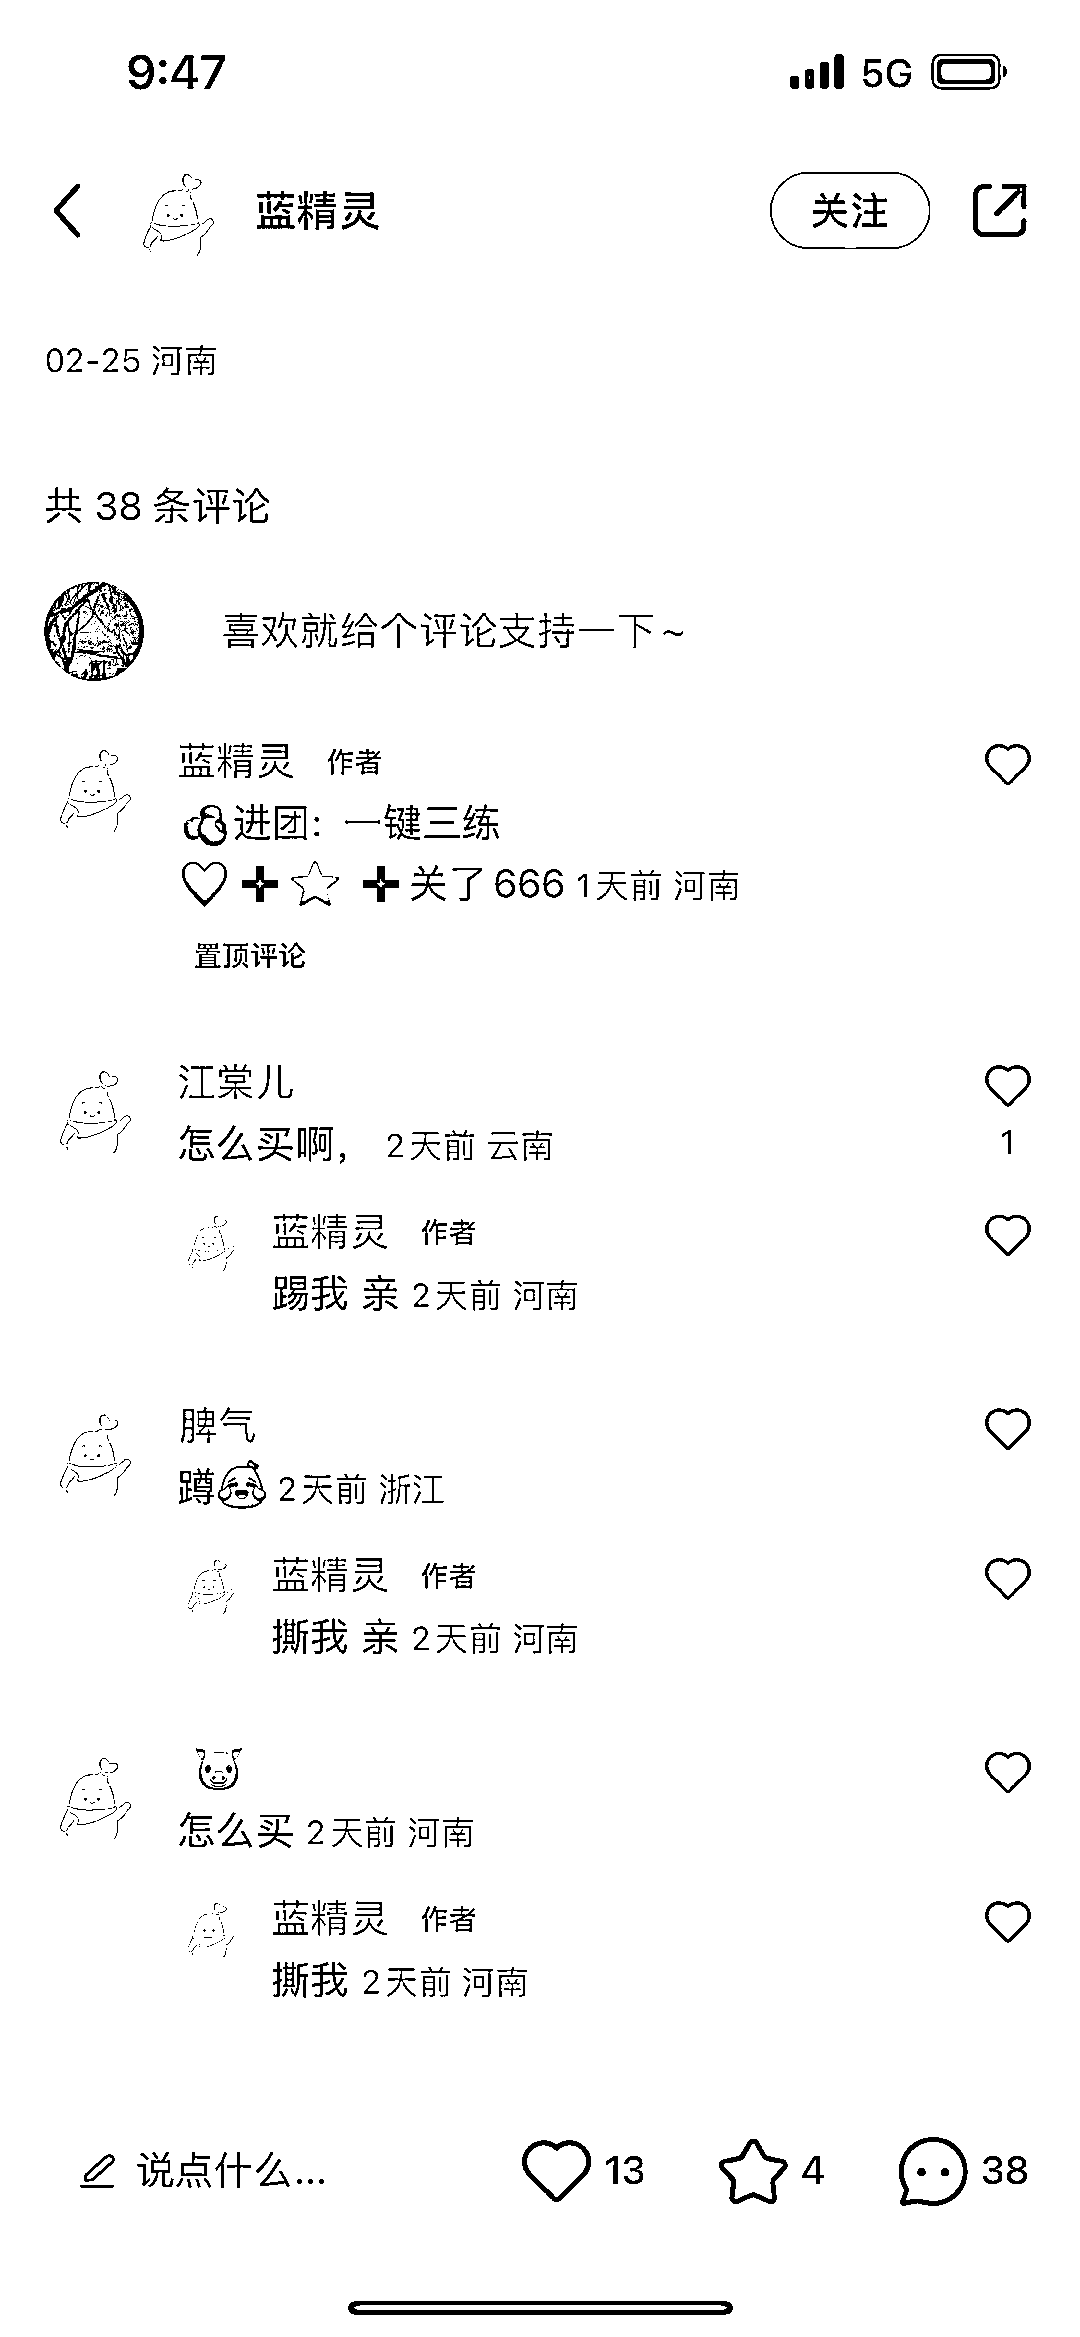 9:47 5G
蓝精灵 关注
02-25 河南
共 38 条评论
喜欢就给个评论支持一下~
蓝精灵 作者
进团：一键三练
♡➕☆ ➕关了666 1天前 河南
置顶评论
江棠儿
怎么买啊， 2天前 云南
1
蓝精灵 作者
踢我 亲 2天前 河南
脾气
蹲 2天前 浙江
蓝精灵 作者
撕我 亲 2天前 河南
🐷
怎么买 2天前 河南
蓝精灵 作者
撕我 2天前 河南
说点什么... 13 4 38